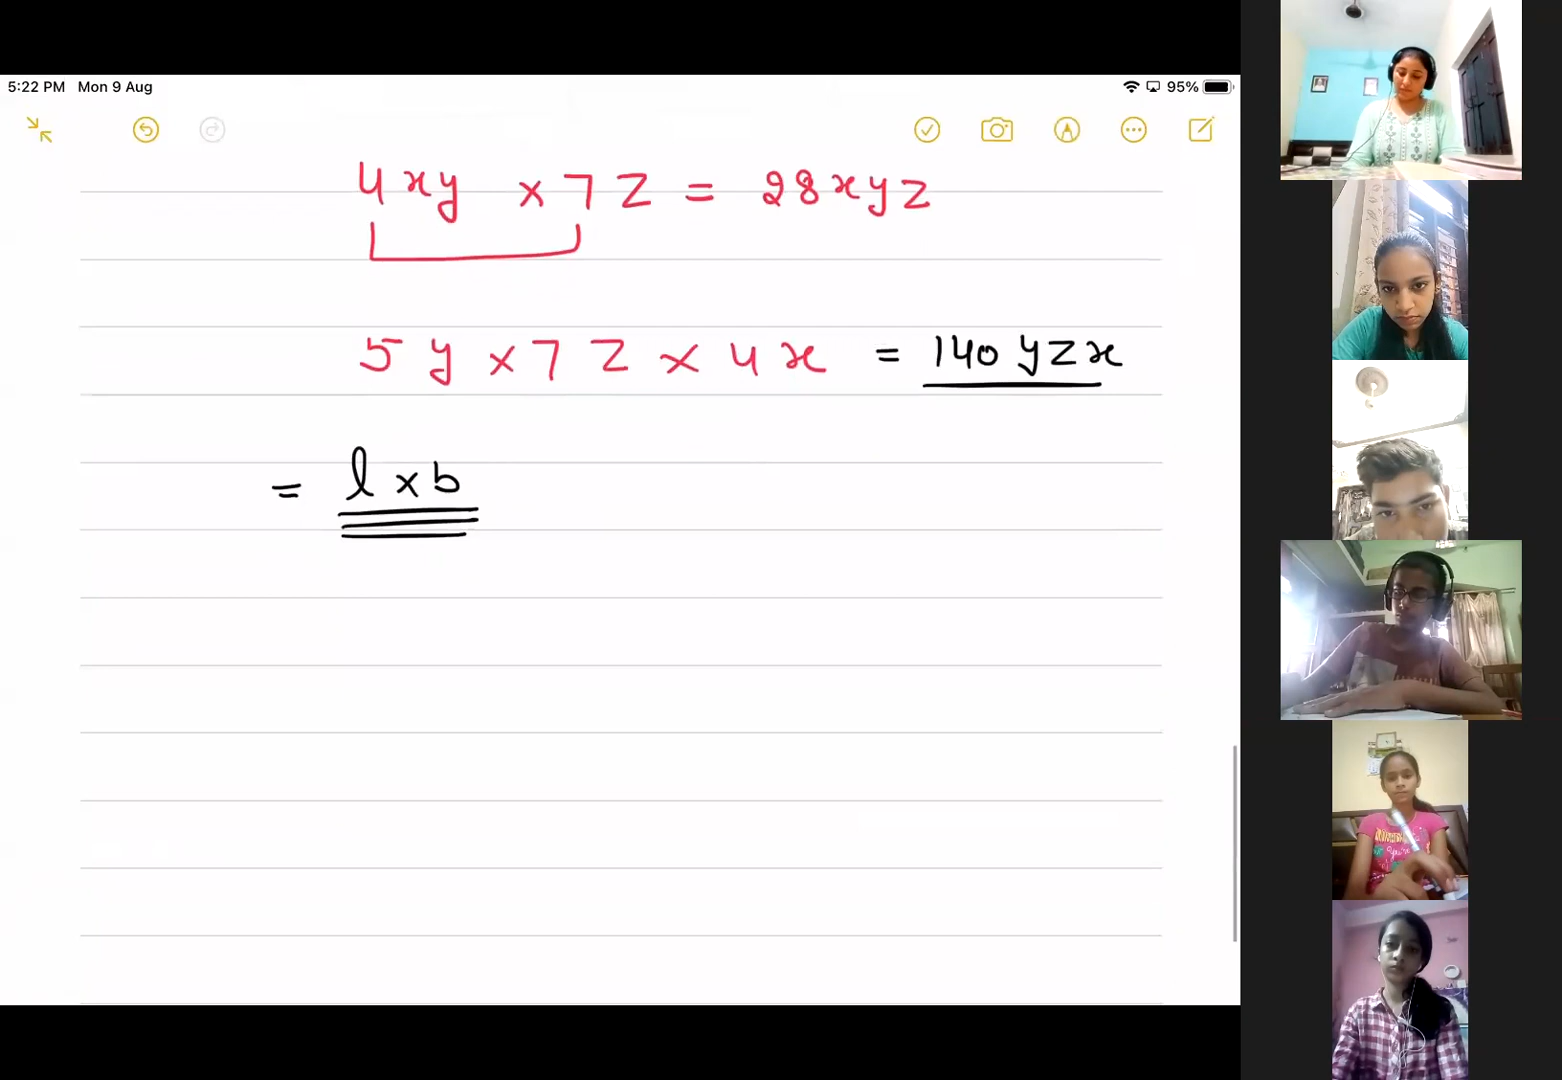 5:22 PM Mon 9 Aug 95%
4xy × 7z = 28xyz
5y × 7z × 4x = 140yzx
= l × b